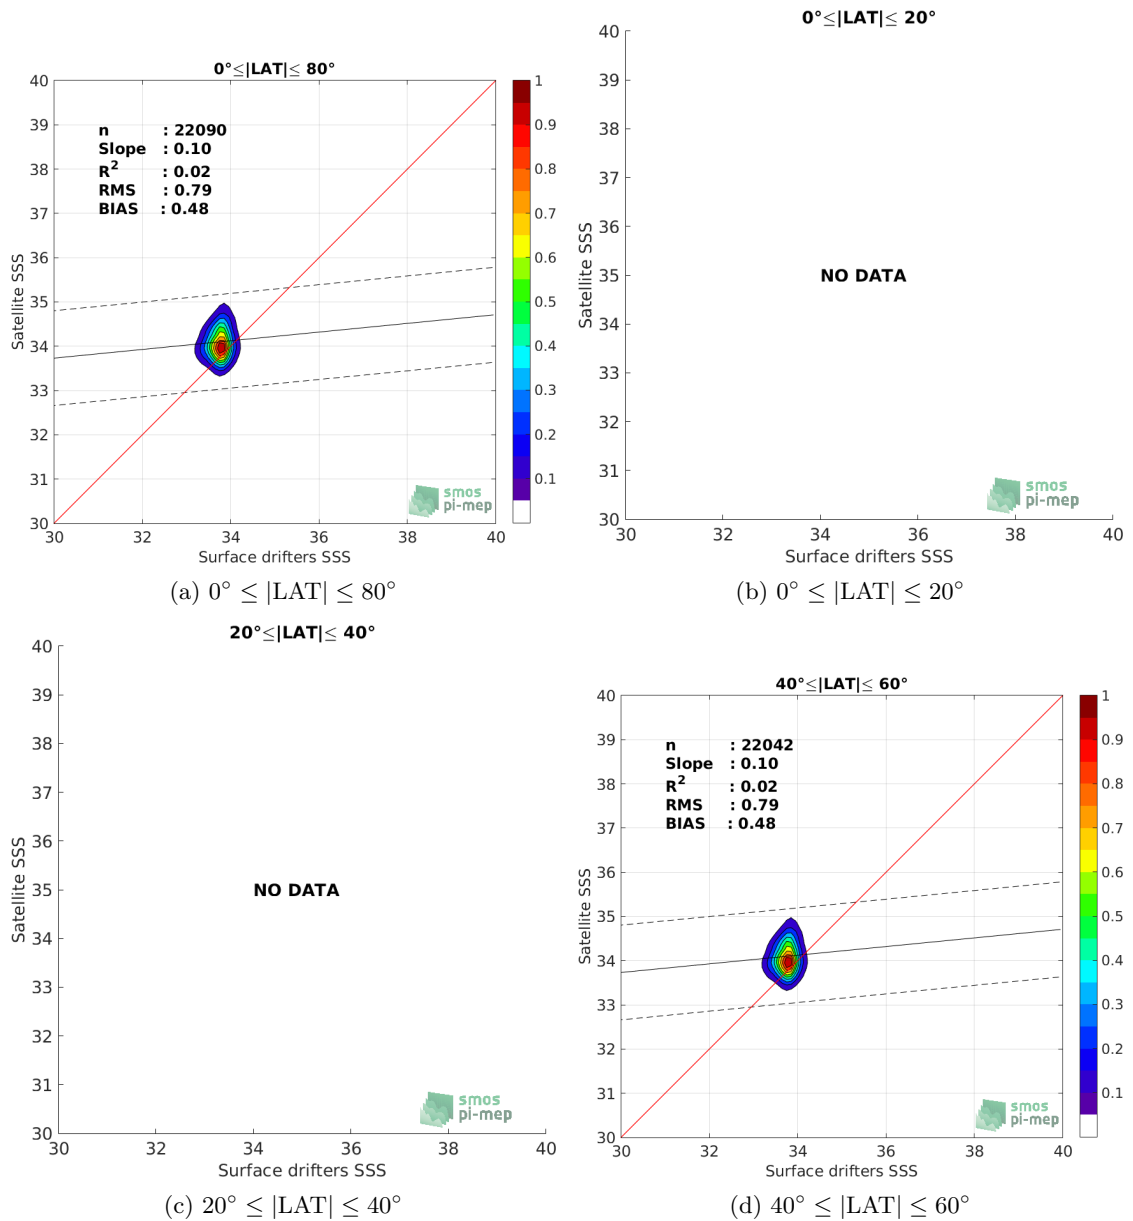 0°≤|LAT|≤ 80°
40
39
38
37
36
35
34
33
32
31
30
n : 22090
Slope : 0.10
R² : 0.02
RMS : 0.79
BIAS : 0.48
Satellite SSS
30 32 34 36 38 40
Surface drifters SSS
1
0.9
0.8
0.7
0.6
0.5
0.4
0.3
0.2
0.1
smos
pi-mep
(a) 0° ≤ |LAT| ≤ 80°
0°≤|LAT|≤ 20°
40
39
38
37
36
35
34
33
32
31
30
Satellite SSS
NO DATA
smos
pi-mep
30 32 34 36 38 40
Surface drifters SSS
(b) 0° ≤ |LAT| ≤ 20°
20°≤|LAT|≤ 40°
40
39
38
37
36
35
34
33
32
31
30
Satellite SSS
NO DATA
smos
pi-mep
30 32 34 36 38 40
Surface drifters SSS
(c) 20° ≤ |LAT| ≤ 40°
40°≤|LAT|≤ 60°
40
39
38
37
36
35
34
33
32
31
30
n : 22042
Slope : 0.10
R² : 0.02
RMS : 0.79
BIAS : 0.48
Satellite SSS
30 32 34 36 38 40
Surface drifters SSS
1
0.9
0.8
0.7
0.6
0.5
0.4
0.3
0.2
0.1
smos
pi-mep
(d) 40° ≤ |LAT| ≤ 60°